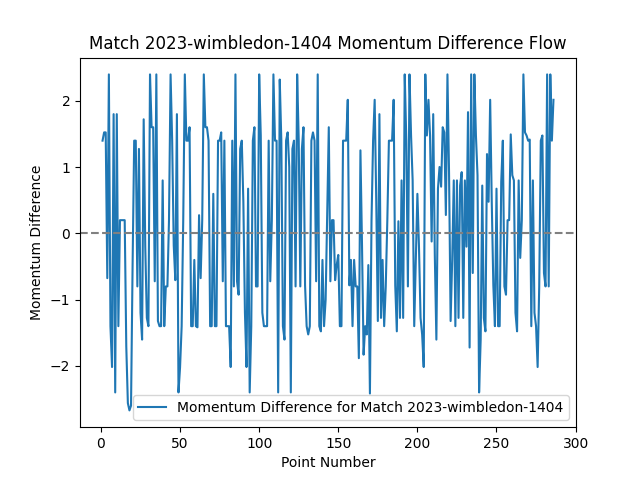 Match 2023-wimbledon-1404 Momentum Difference Flow
Momentum Difference
2
1
0
−1
−2
Momentum Difference for Match 2023-wimbledon-1404
0 50 100 150 200 250 300
Point Number